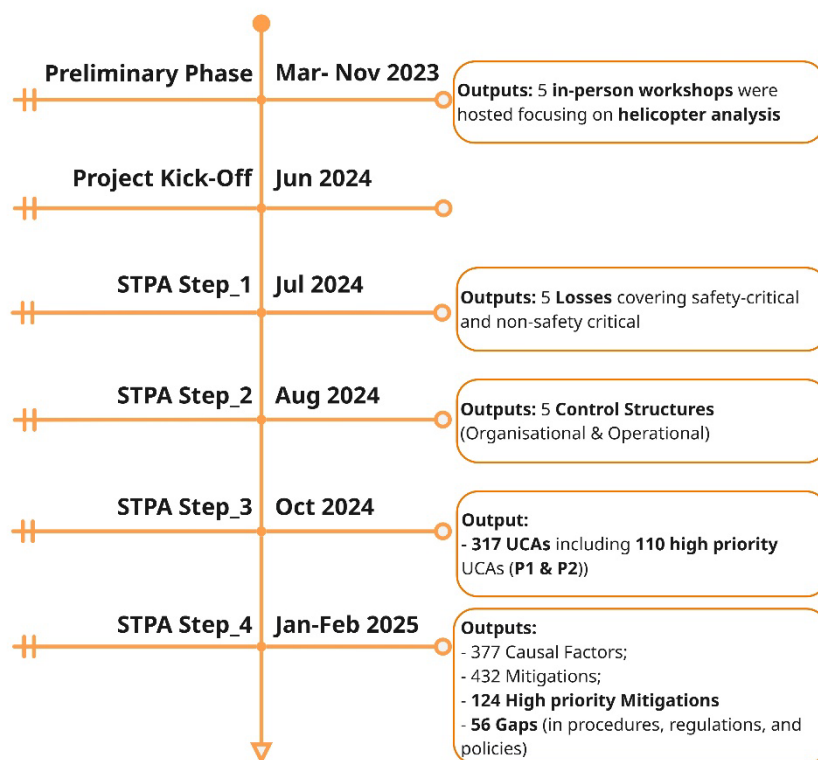 Preliminary Phase Mar- Nov 2023
Outputs: 5 in-person workshops were
hosted focusing on helicopter analysis
Project Kick-Off Jun 2024
STPA Step_1 Jul 2024
Outputs: 5 Losses covering safety-critical
and non-safety critical
STPA Step_2 Aug 2024
Outputs: 5 Control Structures
(Organisational & Operational)
STPA Step_3 Oct 2024
Output:
- 317 UCAs including 110 high priority
UCAs (P1 & P2))
STPA Step_4 Jan-Feb 2025
Outputs:
- 377 Causal Factors;
- 432 Mitigations;
- 124 High priority Mitigations
- 56 Gaps (in procedures, regulations, and
policies)